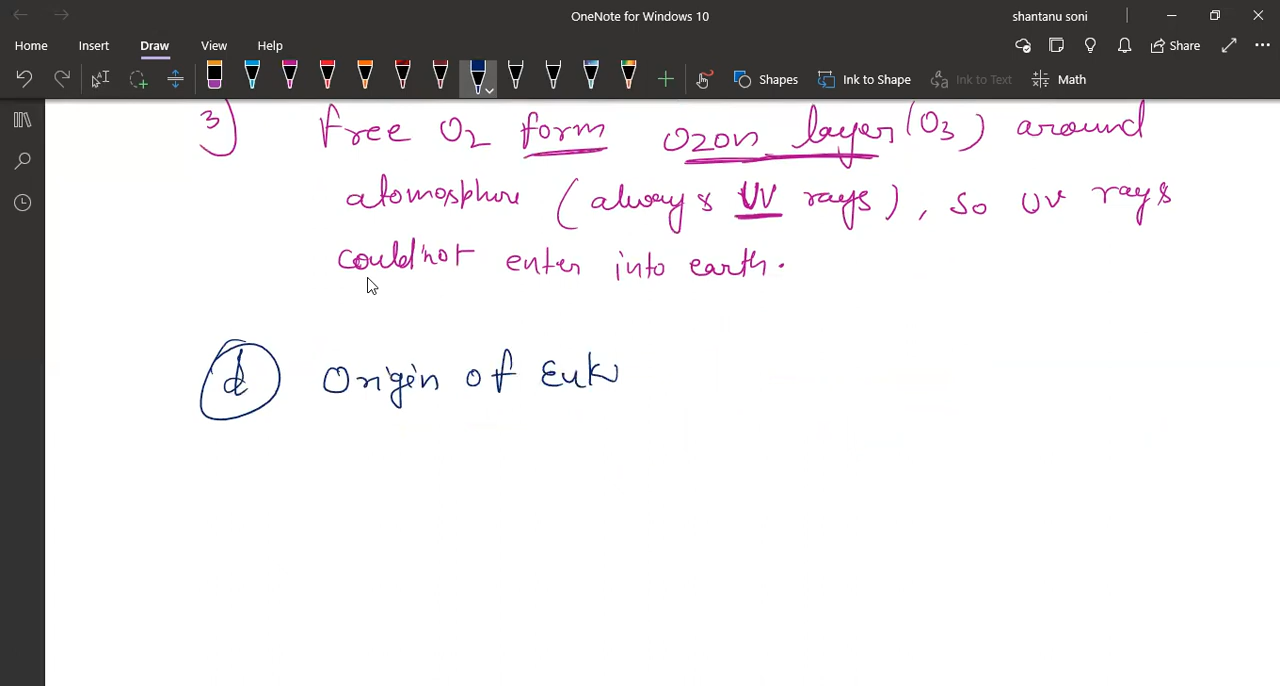 OneNote for Windows 10
shantanu soni
Home Insert Draw View Help
Share
Shapes Ink to Shape Ink to Text Math
3) Free O2 form ozon layer (O3) around
atomosphere (always UV rays), so UV rays
could'not enter into earth.
d Origin of Euk